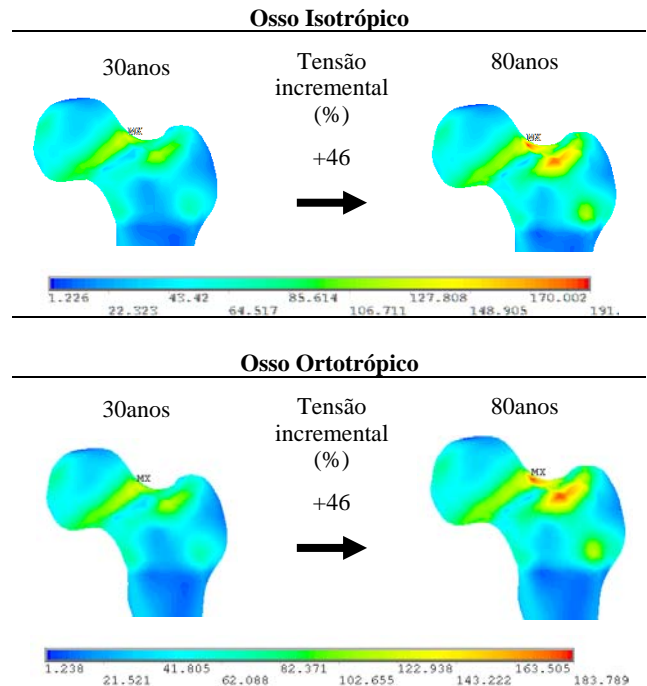 Osso Isotrópico
30anos
Tensão
incremental
(%)
+46
80anos
MX
MX
1.226 43.42 85.614 127.808 170.002
22.323 64.517 106.711 148.905 191.
Osso Ortotrópico
30anos
Tensão
incremental
(%)
+46
80anos
MX
MX
1.238 41.805 82.371 122.938 163.505
21.521 62.088 102.655 143.222 183.789